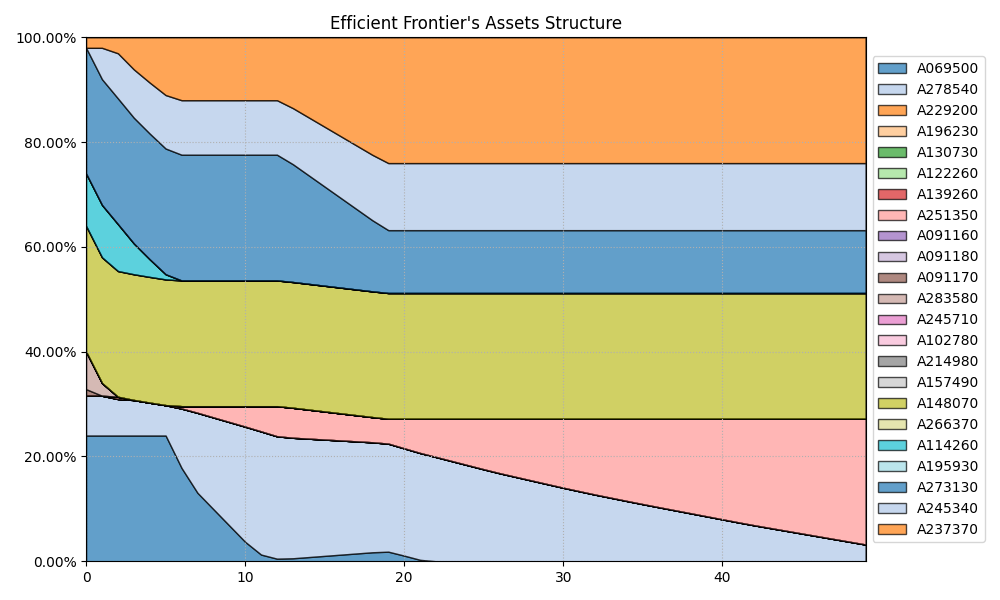 Efficient Frontier's Assets Structure
100.00%
80.00%
60.00%
40.00%
20.00%
0.00%
0
10
20
30
40
A069500
A278540
A229200
A196230
A130730
A122260
A139260
A251350
A091160
A091180
A091170
A283580
A245710
A102780
A214980
A157490
A148070
A266370
A114260
A195930
A273130
A245340
A237370